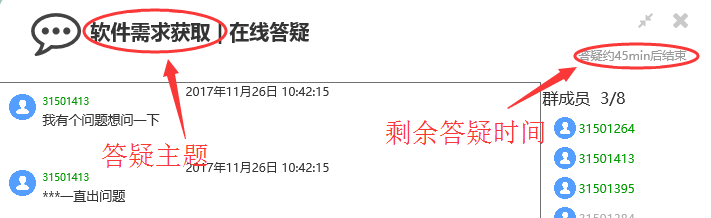 软件需求获取 | 在线答疑
答疑约45min后结束
2017年11月26日 10:42:15
31501413
我有个问题想问一下
答疑主题
2017年11月26日 10:42:15
31501413
***一直出问题
剩余答疑时间
群成员 3/8
31501264
31501413
31501395